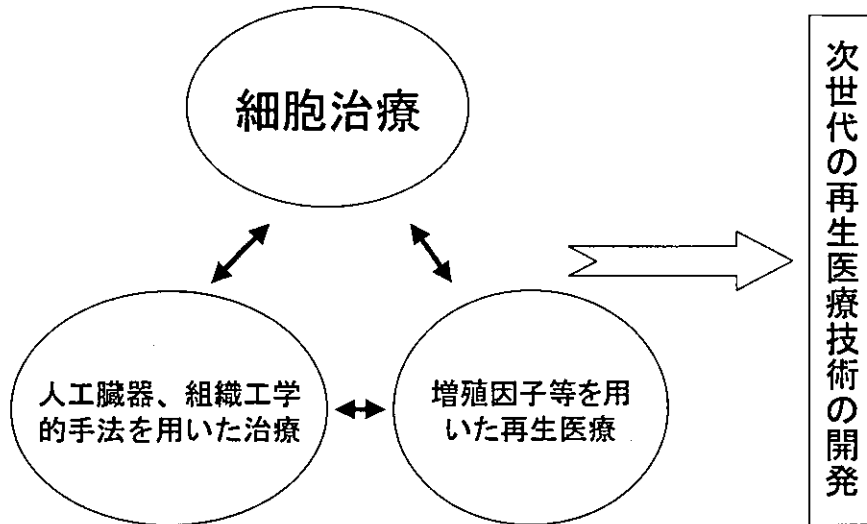 細胞治療
人工臓器、組織工学
的手法を用いた治療
増殖因子等を用
いた再生医療
次世代の再生医療技術の開発